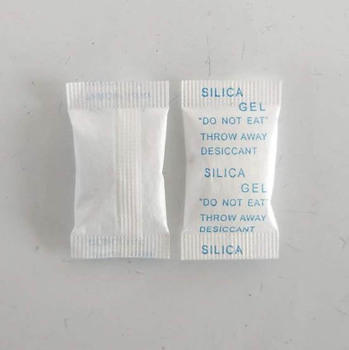 SILICA
GEL
"DO NOT EAT"
THROW AWAY
DESICCANT
SILICA
GEL
"DO NOT EAT"
THROW AWAY
DESICCANT
SILICA